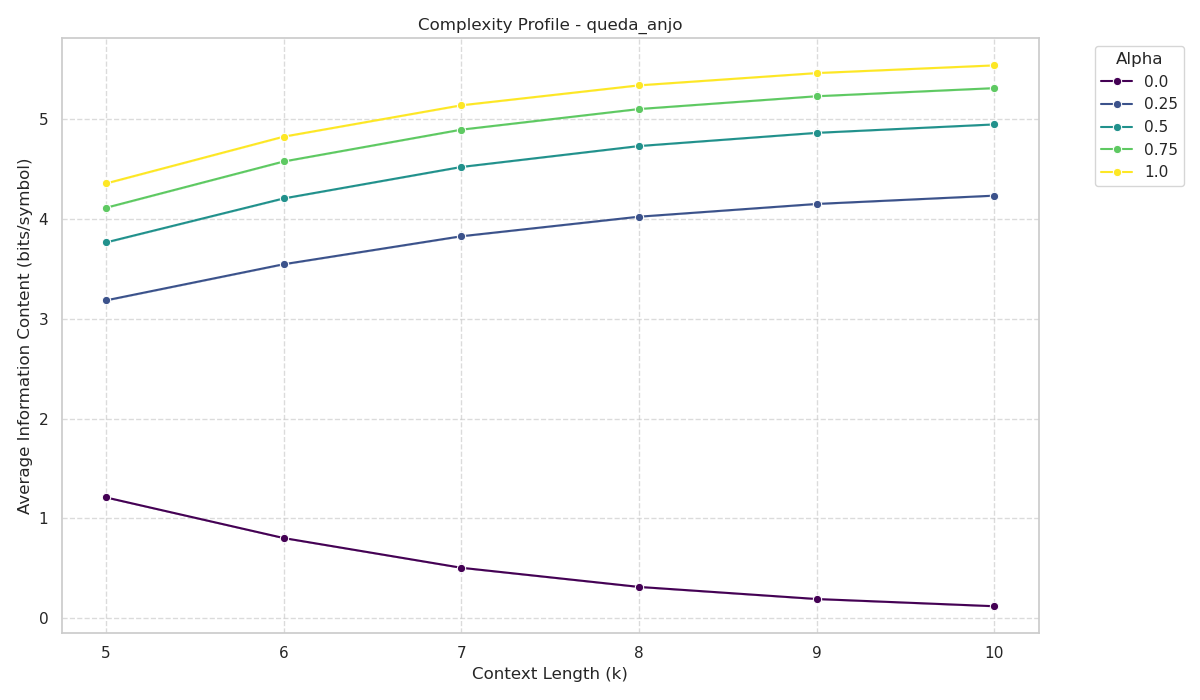 Complexity Profile - queda_anjo
Average Information Content (bits/symbol)
5
4
3
2
1
0
5 6 7 8 9 10
Context Length (k)
Alpha
0.0
0.25
0.5
0.75
1.0